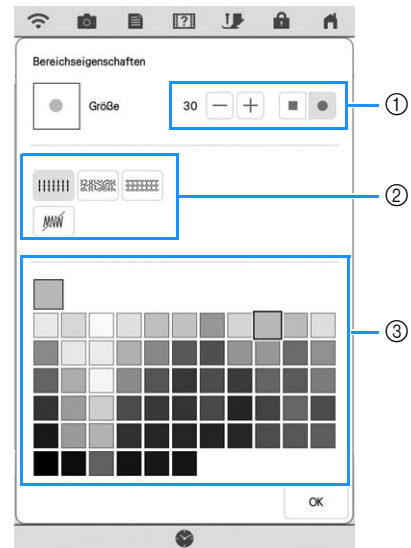 Bereichseigenschaften
Größe 30 ①
②
③
OK